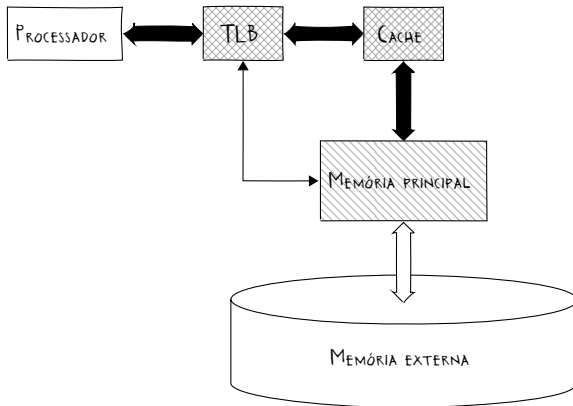 Processador
TLB
Cache
Memória principal
Memória externa